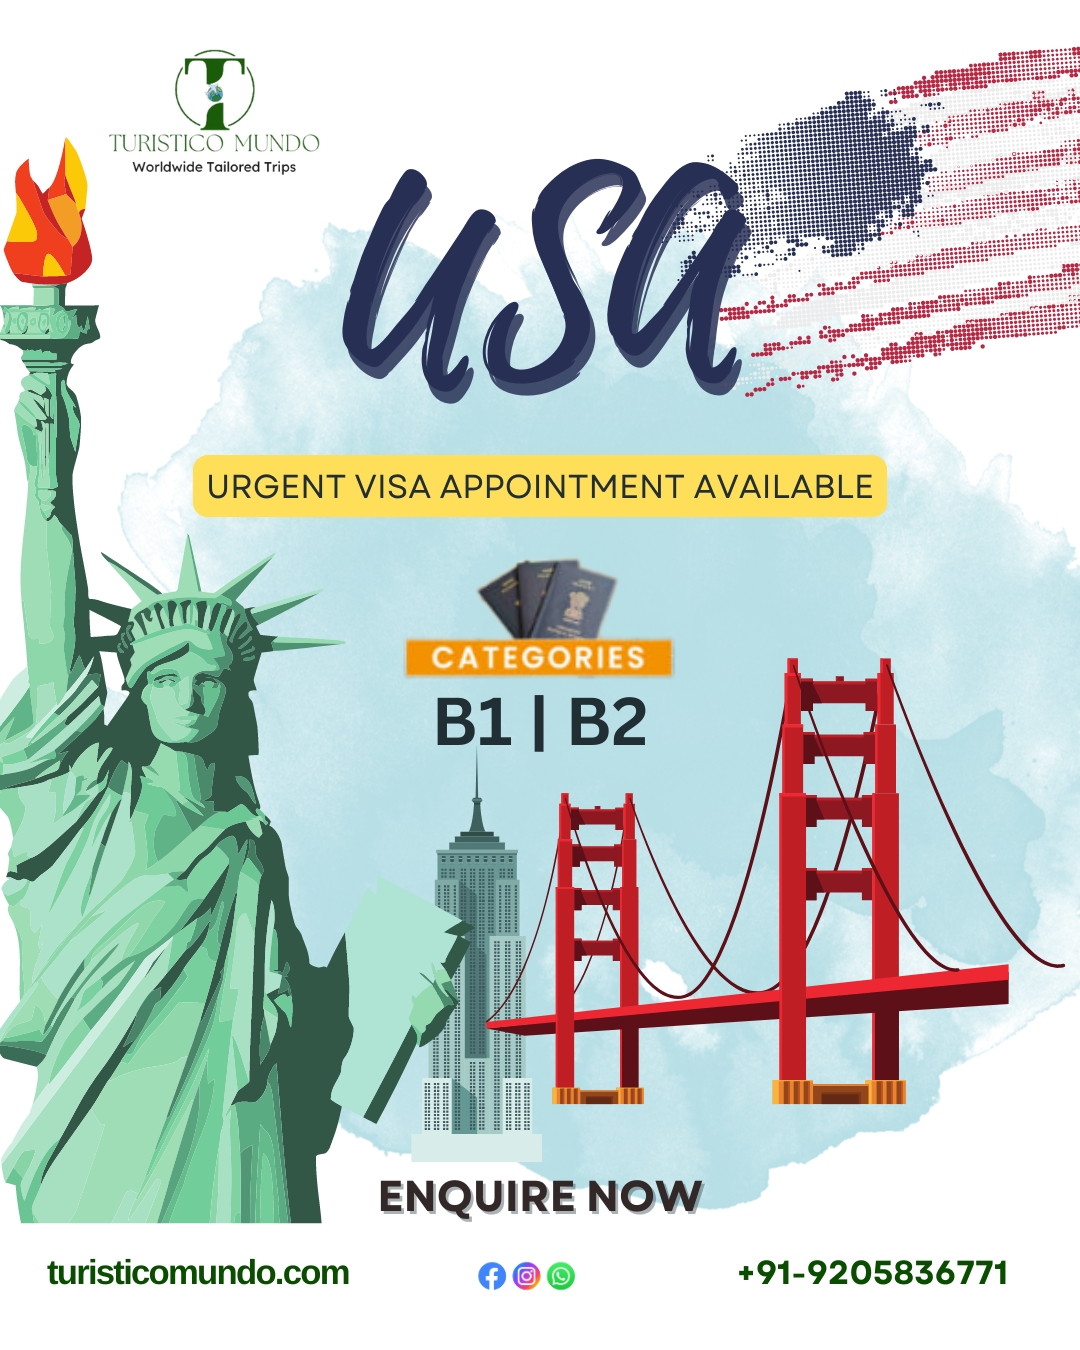 T
TURISTICO MUNDO
Worldwide Tailored Trips
USA
URGENT VISA APPOINTMENT AVAILABLE
CATEGORIES
B1 | B2
ENQUIRE NOW
turisticomundo.com
+91-9205836771